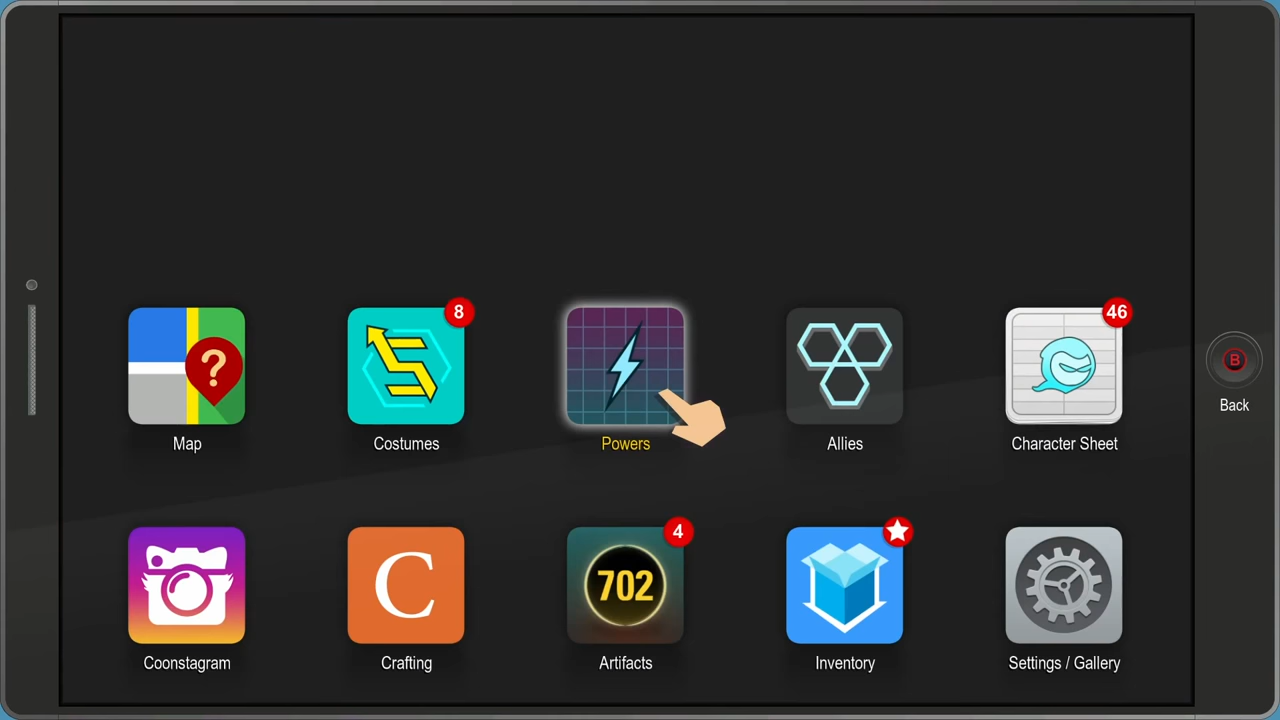 8
46
?
B
Back
Map
Costumes
Powers
Allies
Character Sheet
4
C
702
Coonstagram
Crafting
Artifacts
Inventory
Settings / Gallery